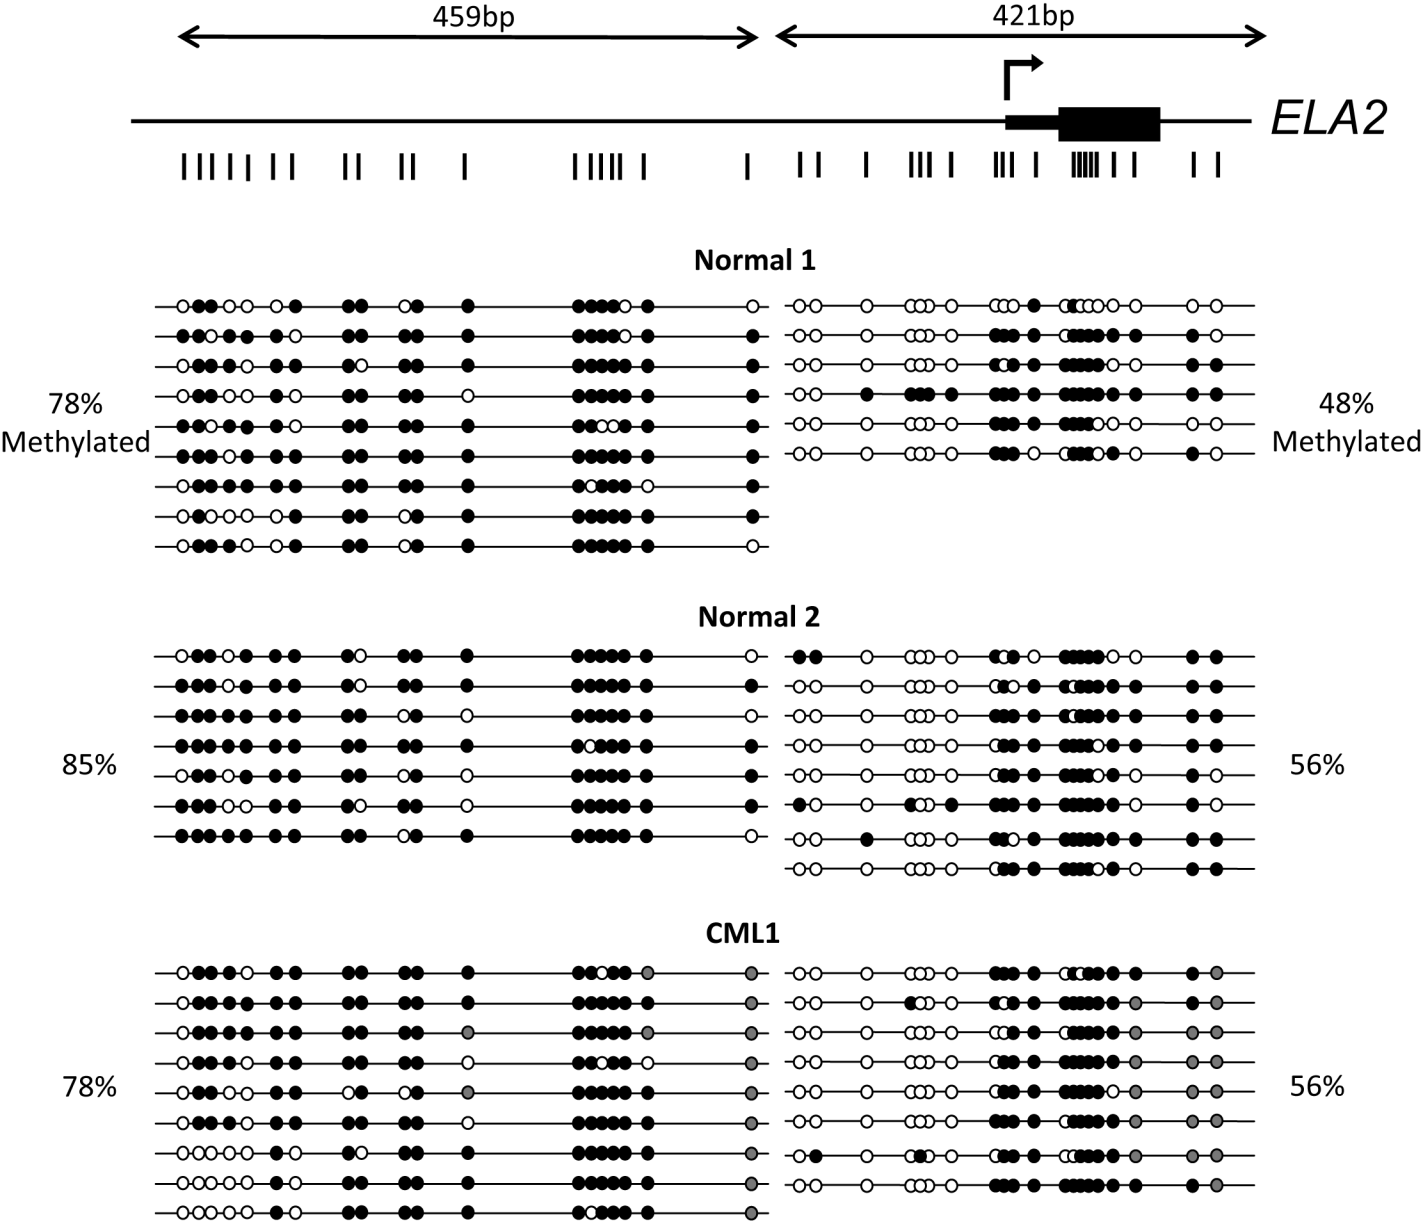 459bp
421bp
ELA2
Normal 1
78%
Methylated
48%
Methylated
Normal 2
85%
56%
CML1
78%
56%